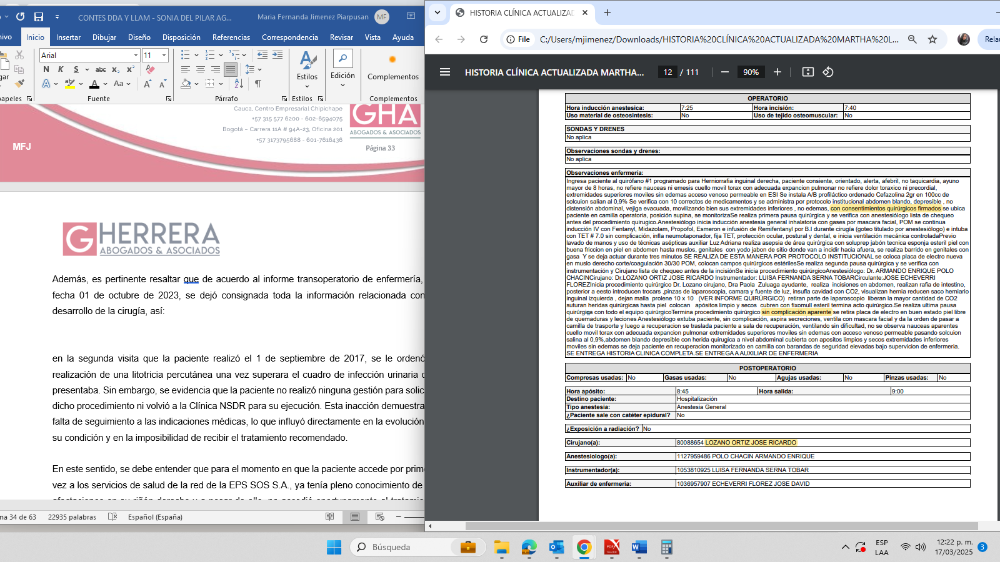 CONTES DDA Y LLAM - SONIA DEL PILAR AG...
Maria Fernanda Jimenez Piarpusan
MF
Inicio
Insertar
Dibujar
Diseño
Disposición
Referencias
Correspondencia
Revisar
Vista
Ayuda
Arial
11
N K S abc x₂ x²
Aa
Estilos
Edición
Complementos
Fuente
Párrafo
Estilos
Complementos
Cauca, Centro Empresarial Chipichape
+57 315 577 6200 - 602-6594075
Bogotá – Carrera 11A # 94A-23, Oficina 201
+57 3173795688 - 601-7616436
GHA
ABOGADOS & ASOCIADOS
Página 33
MFJ
G HERRERA
ABOGADOS & ASOCIADOS
Además, es pertinente resaltar que de acuerdo al informe transoperatorio de enfermería,
fecha 01 de octubre de 2023, se dejó consignada toda la información relacionada con
desarrollo de la cirugía, así:
en la segunda visita que la paciente realizó el 1 de septiembre de 2017, se le ordenó
realización de una litotricia percutánea una vez superara el cuadro de infección urinaria
presentaba. Sin embargo, se evidencia que la paciente no realizó ninguna gestión para solic
dicho procedimiento ni volvió a la Clínica NSDR para su ejecución. Esta inacción demuestra
falta de seguimiento a las indicaciones médicas, lo que influyó directamente en la evolución
su condición y en la imposibilidad de recibir el tratamiento recomendado.
En este sentido, se debe entender que para el momento en que la paciente accede por prime
vez a los servicios de salud de la red de la EPS SOS S.A., ya tenía pleno conocimiento de
na 34 de 63
22935 palabras
Español (España)
HISTORIA CLÍNICA ACTUALIZAD
File
C:/Users/mjimenez/Downloads/HISTORIA%20CLÍNICA%20ACTUALIZADA%20MARTHA%20L...
Relau
HISTORIA CLÍNICA ACTUALIZADA MARTHA...
12 / 111
90%
OPERATORIO
Hora inducción anestesica: 7:25 Hora incisión: 7:40
Uso material de osteosintesis: No Uso de tejido osteomuscular: No
SONDAS Y DRENES
No aplica
Observaciones sondas y drenes:
No aplica
Observaciones enfermeria:
Ingresa paciente al quirófano #1 programado para Herniorrafia inguinal derecha, paciente consiente, orientado, alerta, afebril, no taquicardia, ayuno
mayor de 8 horas, no refiere nauseas ni emesis cuello movil torax con adecuada expancion pulmonar no refiere dolor toraxico ni precordial,
extremidades superiores moviles sin edemas acceso venoso permeable en ESI Se instala A/B profiláctico ordenado Cefazolina 2gr en 100cc de
solcuion salian al 0,9% Se verifica con 10 correctos de medicamentos y se administra por protocolo institucional abdomen blando, depresible , no
distensión abdominal, vejiga evacuada, movilizando bien sus extremidades inferiores , no edemas, con consentimientos quirúrgicos firmados se ubica
paciente en camilla operatoria, posición supina, se monitorizaSe realiza primera pausa quirúrgica y se verifica con anestesiólogo lista de chequeo
antes del procedimiento quirugico.Anestesiólogo inicia inducción anestesia general inhalatoria con gases por mascara facial, POM se continua
inducción IV con Fentanyl, Midazolam, Propofol, Esmeron e infusión de Remifentanyl por B.I durante cirugía (goteo titulado por anestesiólogo) e intuba
con TET # 7.0 sin complicación, infla neumotaponador, fija TET, protección ocular, postural y dental, e inicia ventilación mecánica controladaPrevio
lavado de manos y uso de técnicas asépticas auxiliar Luz Adriana realiza asepsia de área quirúrgica con soluprep jabón tecnica esponja esteril piel con
buena friccion en piel en abdomen hasta muslos, genitales con yodo jabon de sitio donde van a incidir hacia afuera, se realiza barrido en genitales con
gasa Y se deja actuar durante tres minutos SE REALIZA DE ESTA MANERA POR PROTOCOLO INSTITUCIONAL se coloca placa de electro nueva
en muslo derecho corte/coagulación 30/30 POM, colocan campos quirúrgicos estérilesSe realiza segunda pausa quirúrgica y se verifica con
instrumentación y Cirujano lista de chequeo antes de la incisiónSe inicia procedimiento quirúrgicoAnestesiólogo: Dr. ARMANDO ENRIQUE POLO
CHACINCirujano: Dr.LOZANO ORTIZ JOSE RICARDO Instrumentador: LUISA FERNANDA SERNA TOBARCirculante:JOSE ECHEVERRI
FLOREZInicia procedimiento quirúrgico Dr. Lozano cirujano, Dra Paola Zuluaga ayudante, realiza incisiones en abdomen, realizan rafia de intestino,
posterior a eesto introducen trocars ,pinzas de laparoscopia, camara y fuente de luz, insufla cavidad con CO2, visualizan hernia reducen saco herniario
inguinal izquierda , dejan malla prolene 10 x 10 (VER INFORME QUIRÚRGICO) retiran parte de laparoscopio liberan la mayor cantidad de CO2
suturan heridas quirúrgicas hasta piel colocan apósitos limpio y secos cubren con fixomull esteril termina acto quirúrgico.Se realiza ultima pausa
quirúrgica con todo el equipo quirúrgicoTermina procedimiento quirúrgico sin complicación aparente se retira placa de electro en buen estado piel libre
de quemaduras y leciones Anestesiólogo extuba paciente, sin complicación, aspira secreciones, ventila con mascara facial y da la orden de pasar a
camilla de trasporte y luego a recuperacion se traslada paciente a sala de recuperación, ventilando sin dificultad, no se observa nauseas aparentes
cuello movil torax con adecuada expancion pulmonar extremidades superiores moviles sin edemas con acceso venoso permeable pasando solcuion
salina al 0,9%,abdomen blando depresible con herida quirugica a nivel abdominal cubierta con apositos limpios y secos extremidades inferiores
moviles sin edemas se deja paciente en recuperacion monitorizado en camilla con barandas de seguridad elevadas bajo supervicion de enfermeria.
SE ENTREGA HISTORIA CLINICA COMPLETA.SE ENTREGA A AUXILIAR DE ENFERMERIA
POSTOPERATORIO
Compresas usadas: No Gasas usadas: No Agujas usadas: No Pinzas usadas: No
Hora apósito: 8:45 Hora salida: 9:00
Destino paciente: Hospitalización
Tipo anestesia: Anestesia General
¿Paciente sale con catéter epidural? No
¿Exposición a radiación? No
Cirujano(a): 80088654 LOZANO ORTIZ JOSE RICARDO
Anestesiologo(a): 1127959486 POLO CHACIN ARMANDO ENRIQUE
Instrumentador(a): 1053810925 LUISA FERNANDA SERNA TOBAR
Auxiliar de enfermeria: 1036957907 ECHEVERRI FLOREZ JOSE DAVID
Búsqueda
ESP
LAA
12:22 p. m.
17/03/2025
3